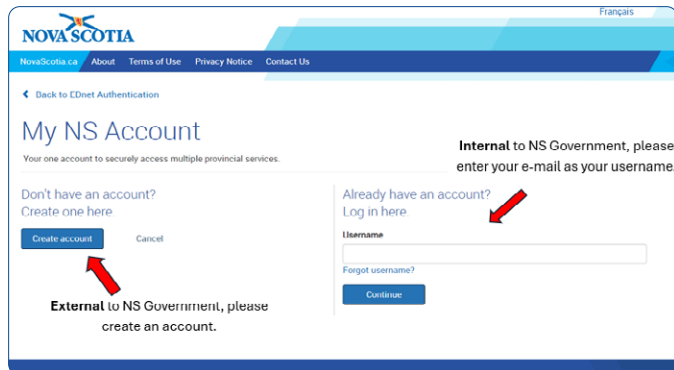 Français
NOVA SCOTIA
NovaScotia.ca About Terms of Use Privacy Notice Contact Us
Back to EDnet Authentication
My NS Account
Your one account to securely access multiple provincial services.
Internal to NS Government, please
enter your e-mail as your username.
Don't have an account?
Create one here.
Create account Cancel
External to NS Government, please
create an account.
Already have an account?
Log in here.
Username
Forgot username?
Continue